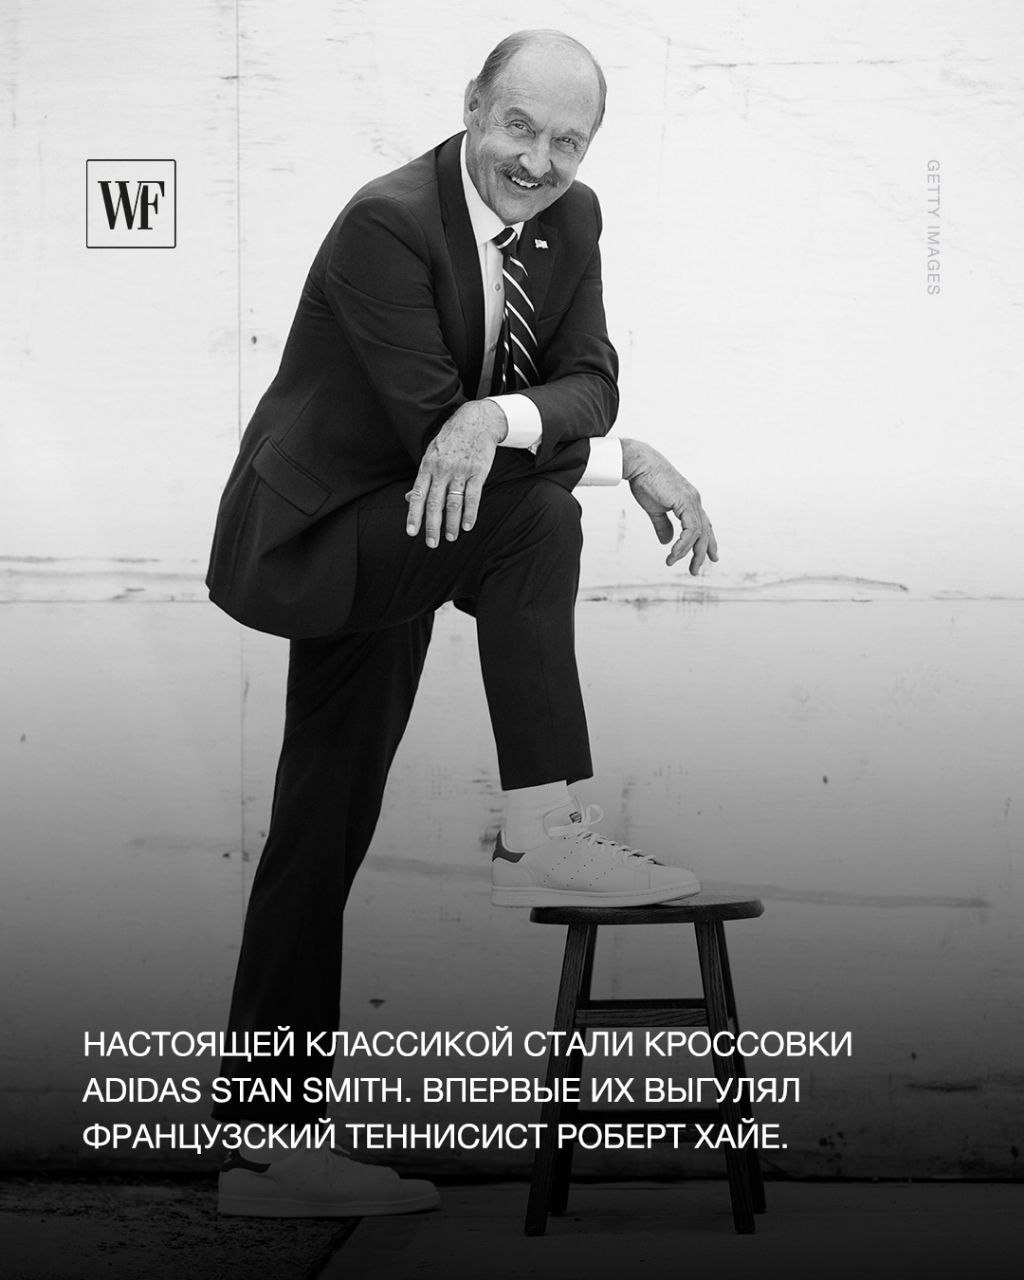 WF
GETTY IMAGES
НАСТОЯЩЕЙ КЛАССИКОЙ СТАЛИ КРОССОВКИ
ADIDAS STAN SMITH. ВПЕРВЫЕ ИХ ВЫГУЛЯЛ
ФРАНЦУЗСКИЙ ТЕННИСИСТ РОБЕРТ ХАЙЕ.